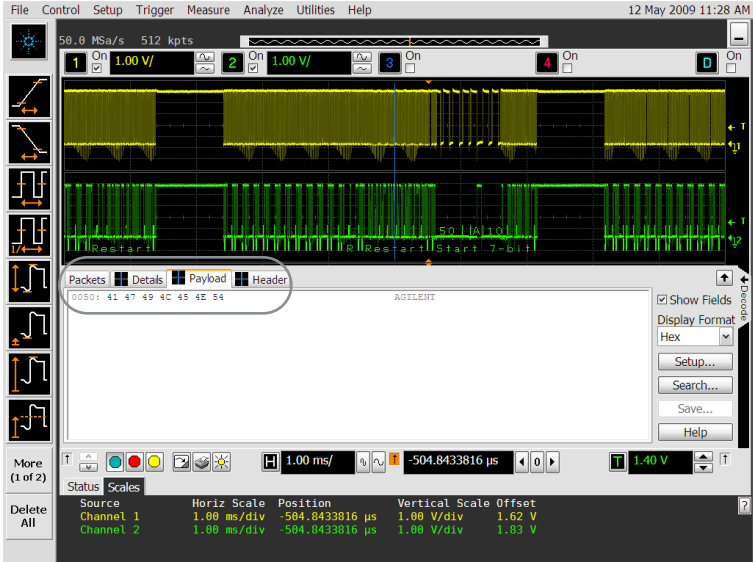 File Control Setup Trigger Measure Analyze Utilities Help 12 May 2009 11:28 AM
50.0 MSa/s 512 kpts
1 On 1.00 V/ 2 On 1.00 V/ 3 On 4 On D On
T
1
T
2
50 A 10
Restart R Restart Start 7-bit
Packets Details Payload Header
0050: 41 47 49 4C 45 4E 54 AGILENT
Decode
Show Fields
Display Format
Hex
Setup...
Search...
Save...
Help
1/
More
(1 of 2)
Delete
All
H 1.00 ms/ -504.8433816 µs 0 T 1.40 V
Status Scales
Source Horiz Scale Position Vertical Scale Offset
Channel 1 1.00 ms/div -504.8433816 µs 1.00 V/div 1.62 V
Channel 2 1.00 ms/div -504.8433816 µs 1.00 V/div 1.83 V
?